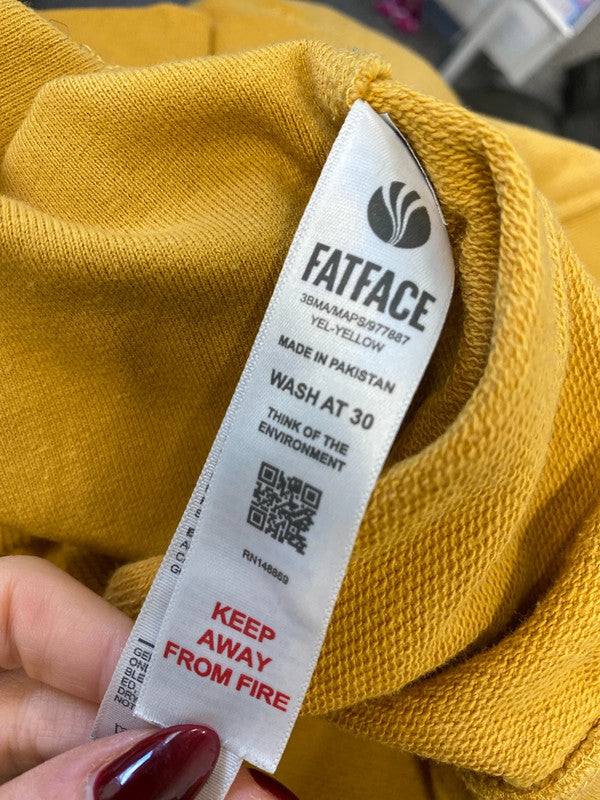 FATFACE
3BMA/MAPS/977887
YEL-YELLOW
MADE IN PAKISTAN
WASH AT 30
THINK OF THE
ENVIRONMENT
RN148869
KEEP
AWAY
FROM FIRE